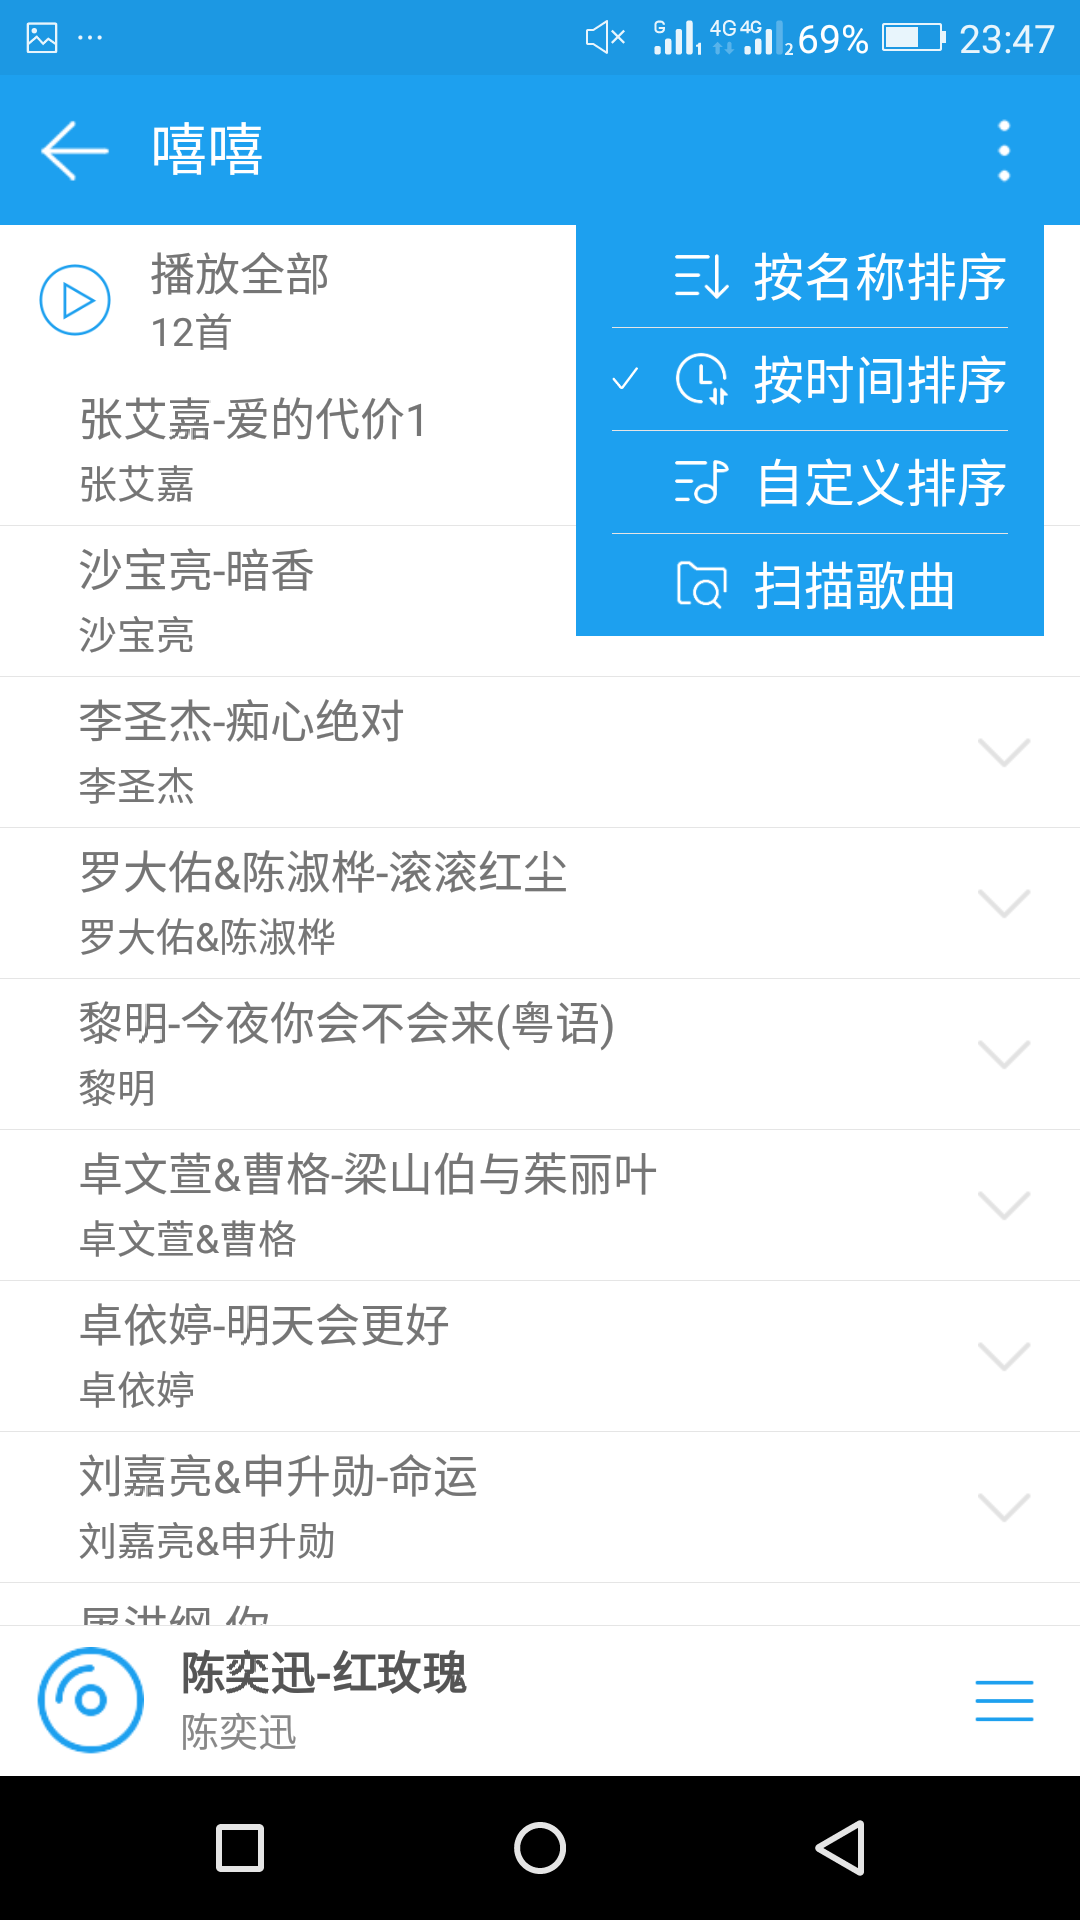 G 1 4G 4G 2 69% 23:47
嘻嘻
播放全部
12首
按名称排序
按时间排序
自定义排序
扫描歌曲
张艾嘉-爱的代价1
张艾嘉
沙宝亮-暗香
沙宝亮
李圣杰-痴心绝对
李圣杰
罗大佑&陈淑桦-滚滚红尘
罗大佑&陈淑桦
黎明-今夜你会不会来(粤语)
黎明
卓文萱&曹格-梁山伯与茱丽叶
卓文萱&曹格
卓依婷-明天会更好
卓依婷
刘嘉亮&申升勋-命运
刘嘉亮&申升勋
屠洪纲-你
陈奕迅-红玫瑰
陈奕迅